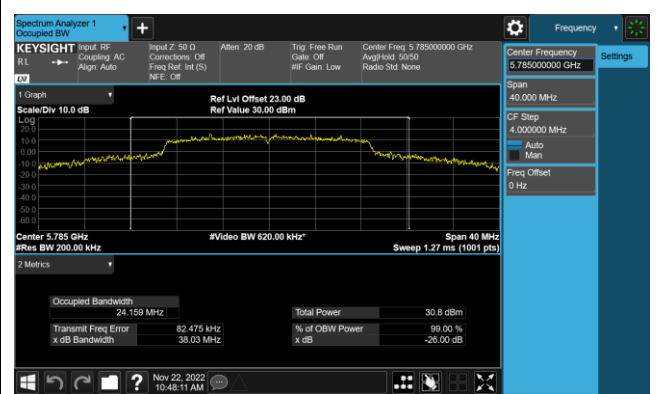 Spectrum Analyzer 1
Occupied BW
Frequency
KEYSIGHT
RL
Input: RF
Coupling: AC
Align: Auto
Input Z: 50 Ω
Corrections: Off
Freq Ref: Int (S)
NFE: Off
Atten: 20 dB
Trig: Free Run
Gate: Off
#IF Gain: Low
Center Freq: 5.785000000 GHz
Avg|Hold: 50/50
Radio Std: None
LXI
1 Graph
Scale/Div 10.0 dB
Ref Lvl Offset 23.00 dB
Ref Value 30.00 dBm
Log
20.0
10.0
0.00
-10.0
-20.0
-30.0
-40.0
-50.0
-60.0
Center 5.785 GHz
#Res BW 200.00 kHz
#Video BW 620.00 kHz*
Span 40 MHz
Sweep 1.27 ms (1001 pts)
2 Metrics
Occupied Bandwidth
24.159 MHz
Total Power 30.8 dBm
Transmit Freq Error 82.475 kHz
% of OBW Power 99.00 %
x dB Bandwidth 38.03 MHz
x dB -26.00 dB
Nov 22, 2022
10:48:11 AM
Center Frequency
5.785000000 GHz
Settings
Span
40.000 MHz
CF Step
4.000000 MHz
Auto
Man
Freq Offset
0 Hz